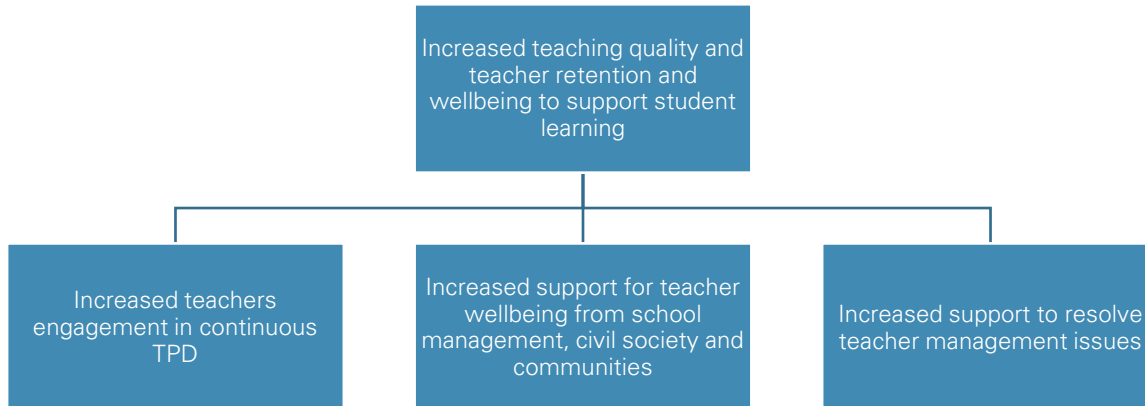 Increased teaching quality and
teacher retention and
wellbeing to support student
learning
Increased teachers
engagement in continuous
TPD
Increased support for teacher
wellbeing from school
management, civil society and
communities
Increased support to resolve
teacher management issues